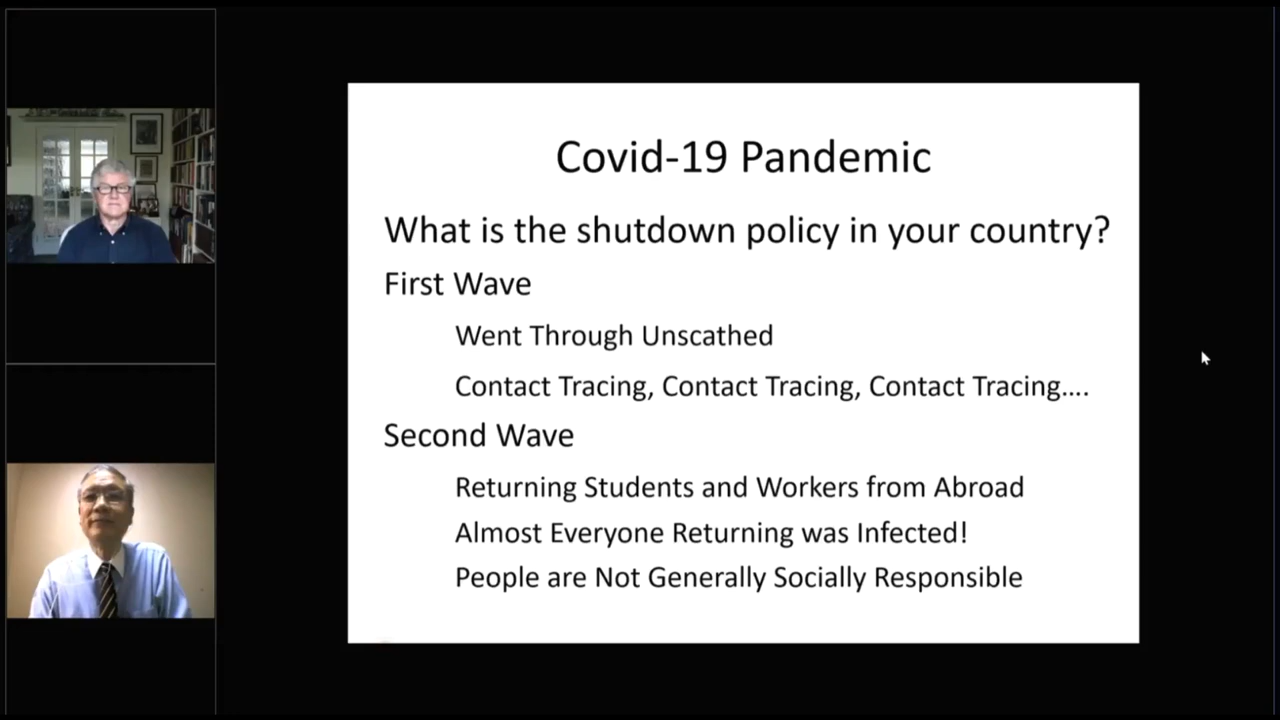 Covid-19 Pandemic
What is the shutdown policy in your country?
First Wave
Went Through Unscathed
Contact Tracing, Contact Tracing, Contact Tracing....
Second Wave
Returning Students and Workers from Abroad
Almost Everyone Returning was Infected!
People are Not Generally Socially Responsible